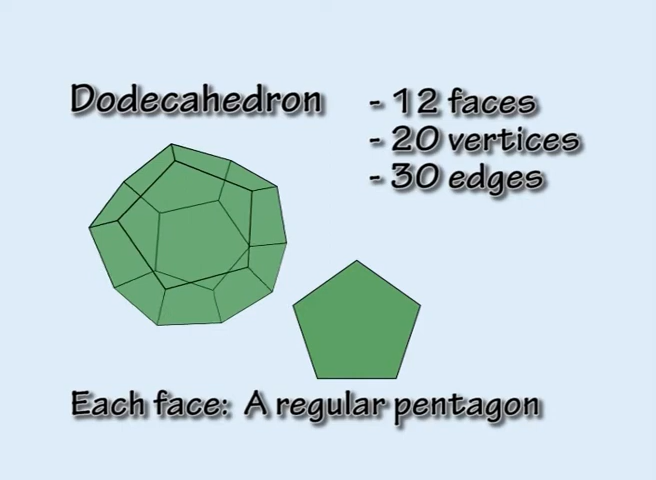 Dodecahedron
- 12 faces
- 20 vertices
- 30 edges
Each face: A regular pentagon